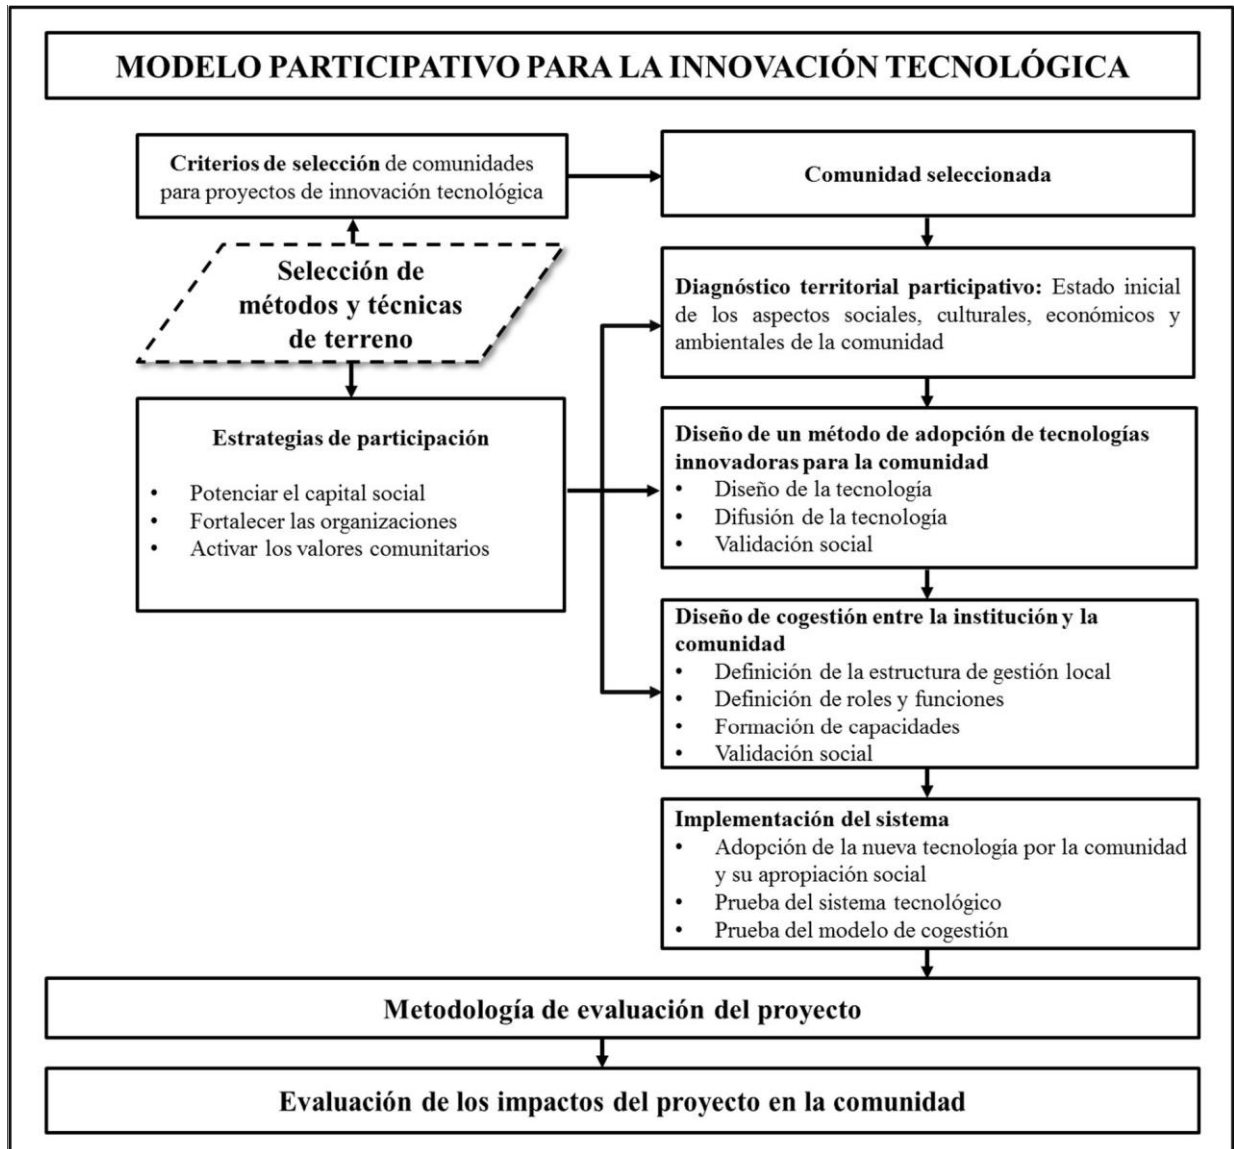 MODELO PARTICIPATIVO PARA LA INNOVACIÓN TECNOLÓGICA
Criterios de selección de comunidades
para proyectos de innovación tecnológica
Comunidad seleccionada
Selección de
métodos y técnicas
de terreno
Diagnóstico territorial participativo: Estado inicial
de los aspectos sociales, culturales, económicos y
ambientales de la comunidad
Estrategias de participación
• Potenciar el capital social
• Fortalecer las organizaciones
• Activar los valores comunitarios
Diseño de un método de adopción de tecnologías
innovadoras para la comunidad
• Diseño de la tecnología
• Difusión de la tecnología
• Validación social
Diseño de cogestión entre la institución y la
comunidad
• Definición de la estructura de gestión local
• Definición de roles y funciones
• Formación de capacidades
• Validación social
Implementación del sistema
• Adopción de la nueva tecnología por la comunidad
y su apropiación social
• Prueba del sistema tecnológico
• Prueba del modelo de cogestión
Metodología de evaluación del proyecto
Evaluación de los impactos del proyecto en la comunidad